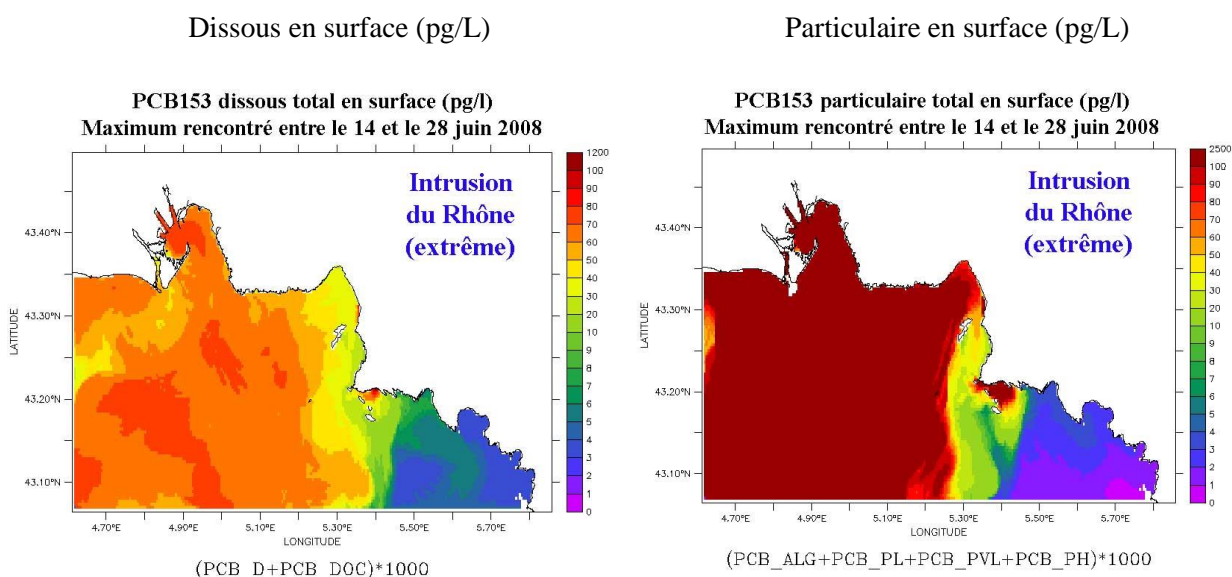 Dissous en surface (pg/L)
Particulaire en surface (pg/L)
PCB153 dissous total en surface (pg/l)
Maximum rencontré entre le 14 et le 28 juin 2008
Intrusion
du Rhône
(extrême)
43.40°N
43.30°N
43.20°N
43.10°N
LATITUDE
4.70°E 4.90°E 5.10°E 5.30°E 5.50°E 5.70°E
LONGITUDE
1200
100
90
80
70
60
50
40
30
20
10
9
8
6
5
4
3
2
1
0
(PCB_D+PCB_DOC)*1000
PCB153 particulaire total en surface (pg/l)
Maximum rencontré entre le 14 et le 28 juin 2008
Intrusion
du Rhône
(extrême)
43.40°N
43.30°N
43.20°N
43.10°N
LATITUDE
4.70°E 4.90°E 5.10°E 5.30°E 5.50°E 5.70°E
LONGITUDE
2500
100
90
80
60
50
40
30
20
10
9
8
6
5
4
3
2
1
0
(PCB_ALG+PCB_PL+PCB_PVL+PCB_PH)*1000